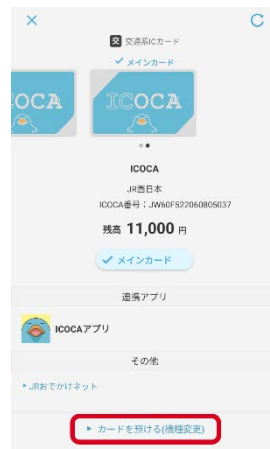 交 交通系ICカード
メインカード
OCA
ICOCA
ICOCA
JR西日本
ICOCA番号：JW60F522060805037
残高 11,000 円
メインカード
連携アプリ
ICOCAアプリ
その他
JRおでかけネット
カードを預ける(機種変更)